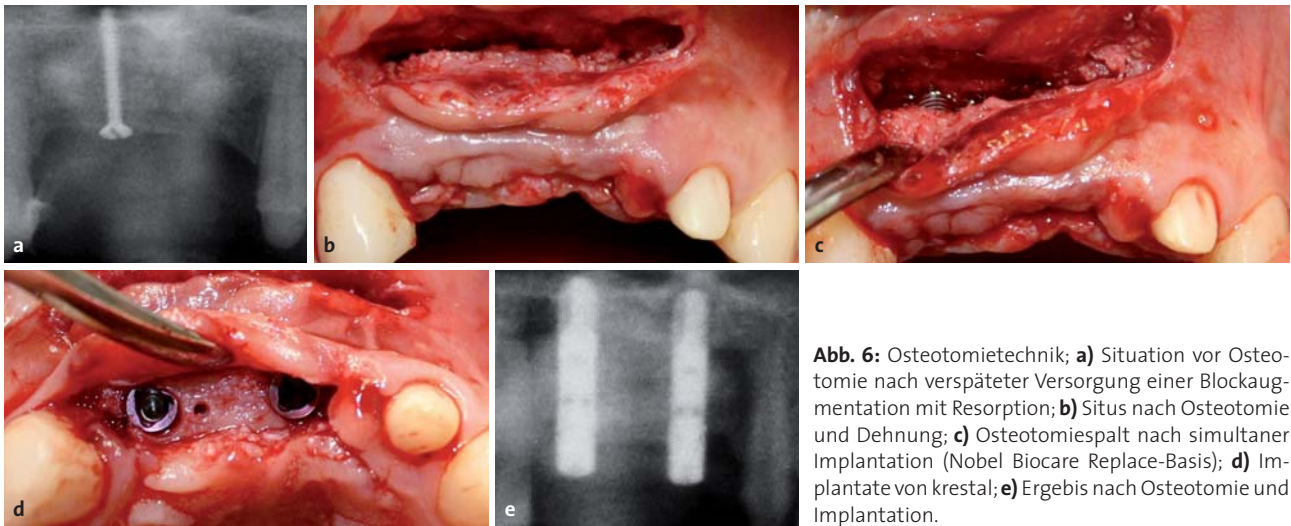 a
b
c
d
e
Abb. 6: Osteotomietechnik; a) Situation vor Osteo-
tomie nach verspäteter Versorgung einer Blockaug-
mentation mit Resorption; b) Situs nach Osteotomie
und Dehnung; c) Osteotomiespalt nach simultaner
Implantation (Nobel Biocare Replace-Basis); d) Im-
plantate von krestal; e) Ergebis nach Osteotomie und
Implantation.